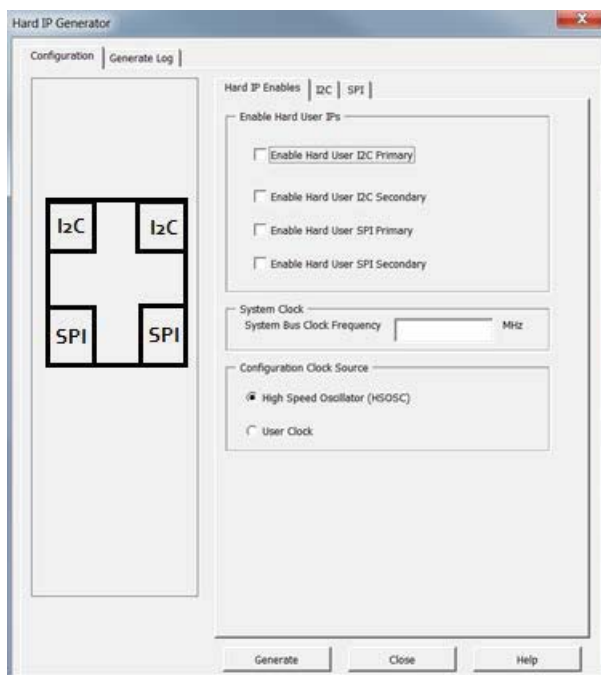 Hard IP Generator
x
Configuration
Generate Log
Hard IP Enables
I2C
SPI
Enable Hard User IPs
Enable Hard User I2C Primary
Enable Hard User I2C Secondary
Enable Hard User SPI Primary
Enable Hard User SPI Secondary
I2C
I2C
SPI
SPI
System Clock
System Bus Clock Frequency
MHz
Configuration Clock Source
High Speed Oscillator (HSOSC)
User Clock
Generate
Close
Help